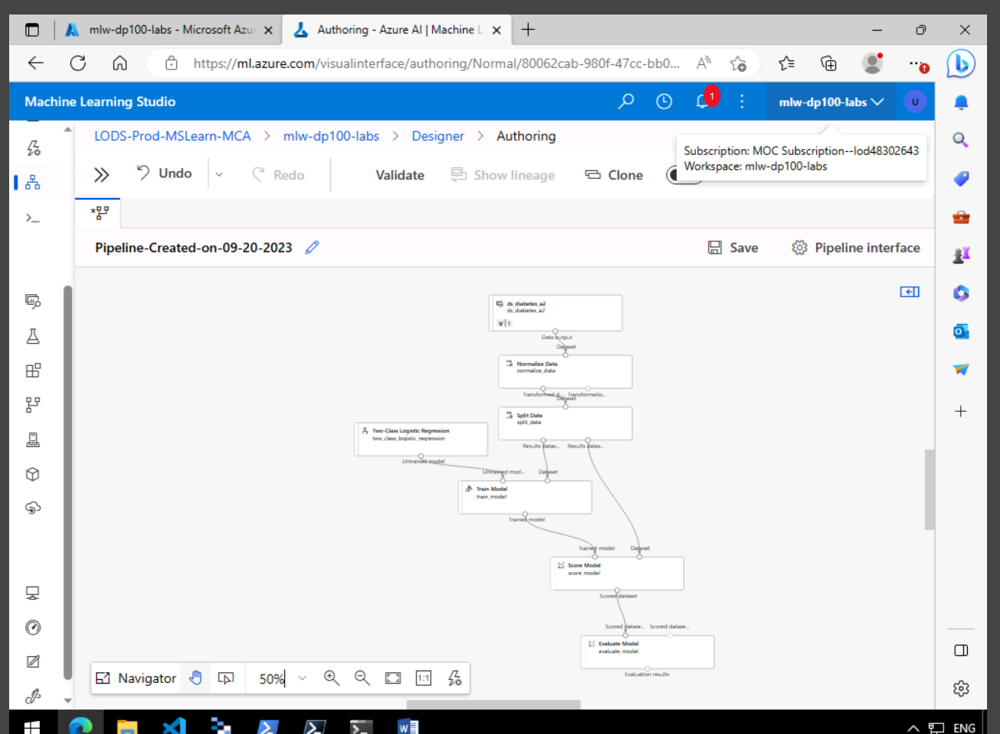 mlw-dp100-labs - Microsoft Azu
Authoring - Azure AI | Machine L
https://ml.azure.com/visualinterface/authoring/Normal/80062cab-980f-47cc-bb0...
Machine Learning Studio
1
mlw-dp100-labs
U
LODS-Prod-MSLearn-MCA > mlw-dp100-labs > Designer > Authoring
Subscription: MOC Subscription--lod48302643
Workspace: mlw-dp100-labs
Undo
Redo
Validate
Show lineage
Clone
Pipeline-Created-on-09-20-2023
Save
Pipeline interface
ds_diabetes_a2
ds_diabetes_a2
v | 1
Data output
Dataset
Normalize Data
normalize_data
Transformed d... Transformatio...
Dataset
Split Data
split_data
Results datas... Results datas...
Two-Class Logistic Regression
two_class_logistic_regression
Untrained model
Untrained mod... Dataset
Train Model
train_model
Trained model
Trained model Dataset
Score Model
score_model
Scored dataset
Scored datase... Scored datase...
Evaluate Model
evaluate_model
Evaluation results
Navigator
50%
1:1
ENG